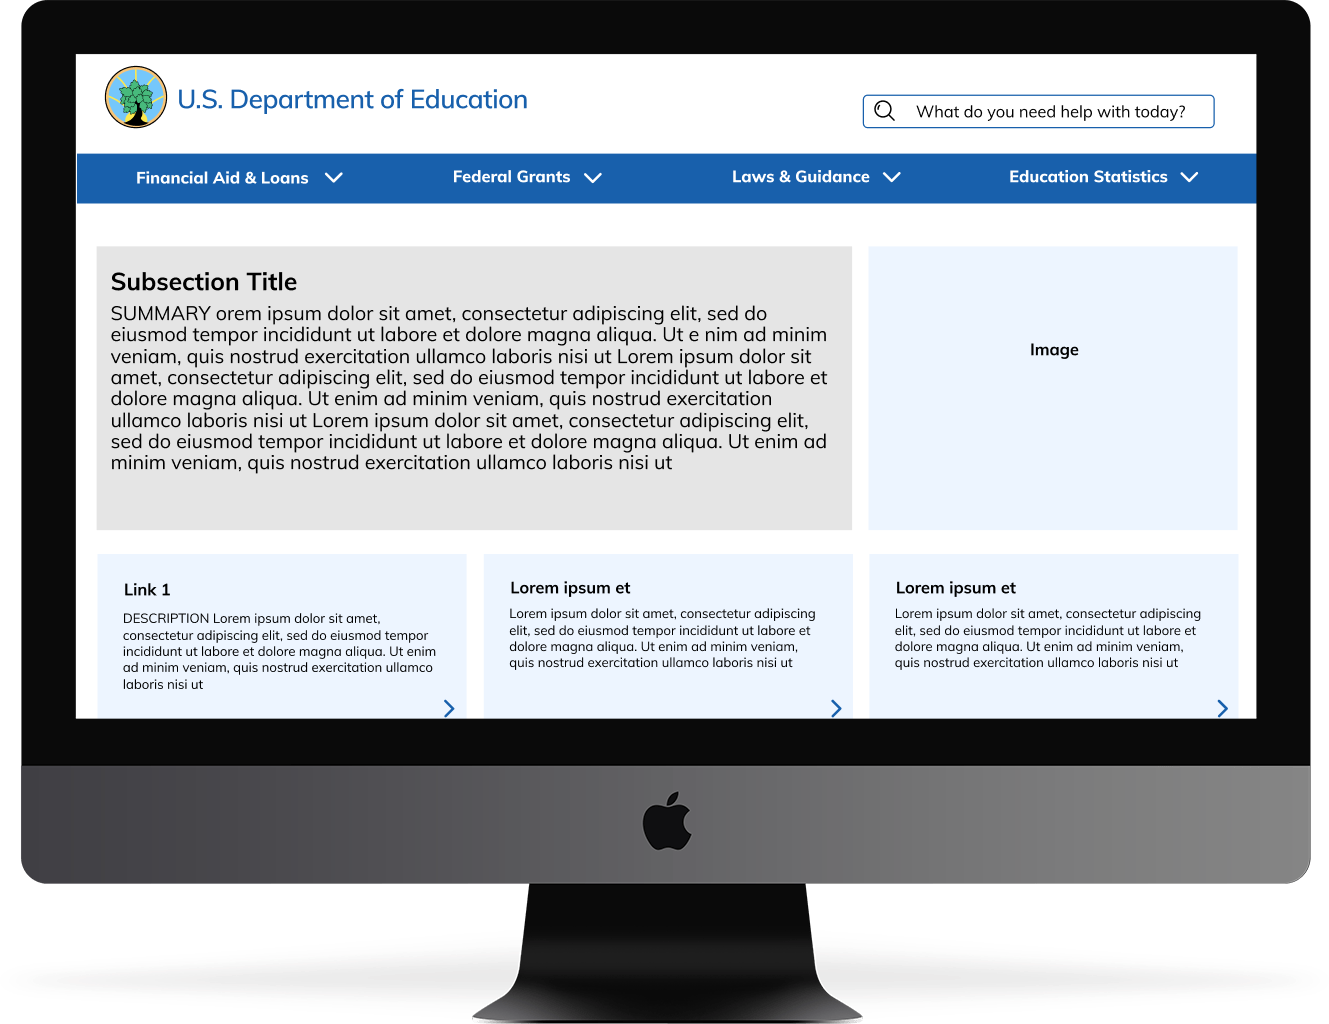 U.S. Department of Education
What do you need help with today?
Financial Aid & Loans
Federal Grants
Laws & Guidance
Education Statistics
Subsection Title
SUMMARY orem ipsum dolor sit amet, consectetur adipiscing elit, sed do
eiusmod tempor incididunt ut labore et dolore magna aliqua. Ut e nim ad minim
veniam, quis nostrud exercitation ullamco laboris nisi ut Lorem ipsum dolor sit
amet, consectetur adipiscing elit, sed do eiusmod tempor incididunt ut labore et
dolore magna aliqua. Ut enim ad minim veniam, quis nostrud exercitation
ullamco laboris nisi ut Lorem ipsum dolor sit amet, consectetur adipiscing elit,
sed do eiusmod tempor incididunt ut labore et dolore magna aliqua. Ut enim ad
minim veniam, quis nostrud exercitation ullamco laboris nisi ut
Image
Link 1
DESCRIPTION Lorem ipsum dolor sit amet,
consectetur adipiscing elit, sed do eiusmod tempor
incididunt ut labore et dolore magna aliqua. Ut enim
ad minim veniam, quis nostrud exercitation ullamco
laboris nisi ut
Lorem ipsum et
Lorem ipsum dolor sit amet, consectetur adipiscing
elit, sed do eiusmod tempor incididunt ut labore et
dolore magna aliqua. Ut enim ad minim veniam,
quis nostrud exercitation ullamco laboris nisi ut
Lorem ipsum et
Lorem ipsum dolor sit amet, consectetur adipiscing
elit, sed do eiusmod tempor incididunt ut labore et
dolore magna aliqua. Ut enim ad minim veniam,
quis nostrud exercitation ullamco laboris nisi ut